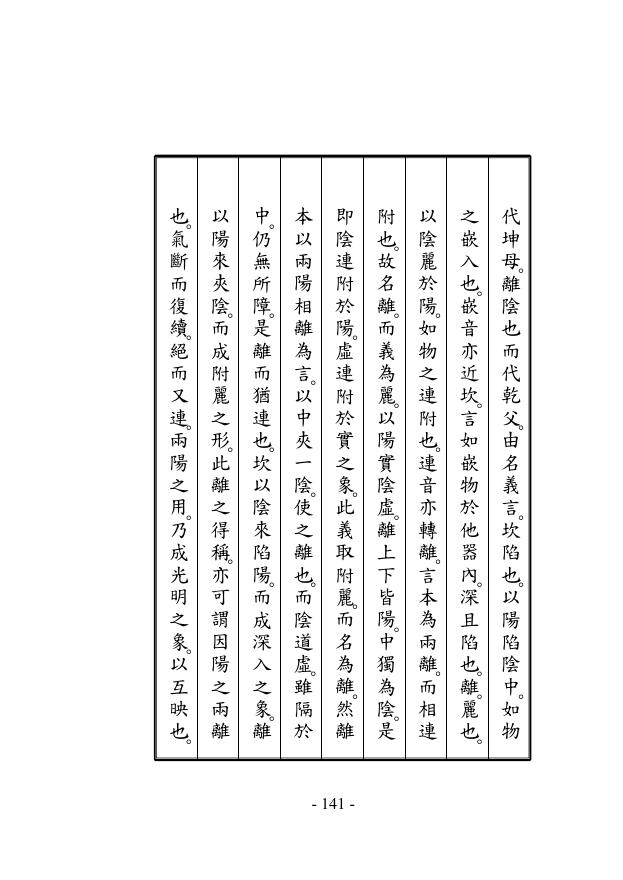 代坤母。離陰也而代乾父。由名義言。坎陷也。以陽陷陰中。如物
之嵌入也。嵌音亦近坎。言如嵌物於他器內。深且陷也。離。麗也。
以陰麗於陽。如物之連附也。連音亦轉離。言本為兩離。而相連
附也。故名離。而義為麗。以陽實陰虛。離上下皆陽。中獨為陰。是
即陰連附於陽。虛連附於實之象。此義取附麗。而名為離。然離
本以兩陽相離為言。以中夾一陰。使之離也。而陰道虛。雖隔於
中。仍無所障。是離而猶連也。坎以陰來陷陽。而成深入之象。離
以陽來夾陰。而成附麗之形。此離之得稱。亦可謂因陽之兩離
也。氣斷而復續。絕而又連。兩陽之用。乃成光明之象。以互映也。
- 141 -